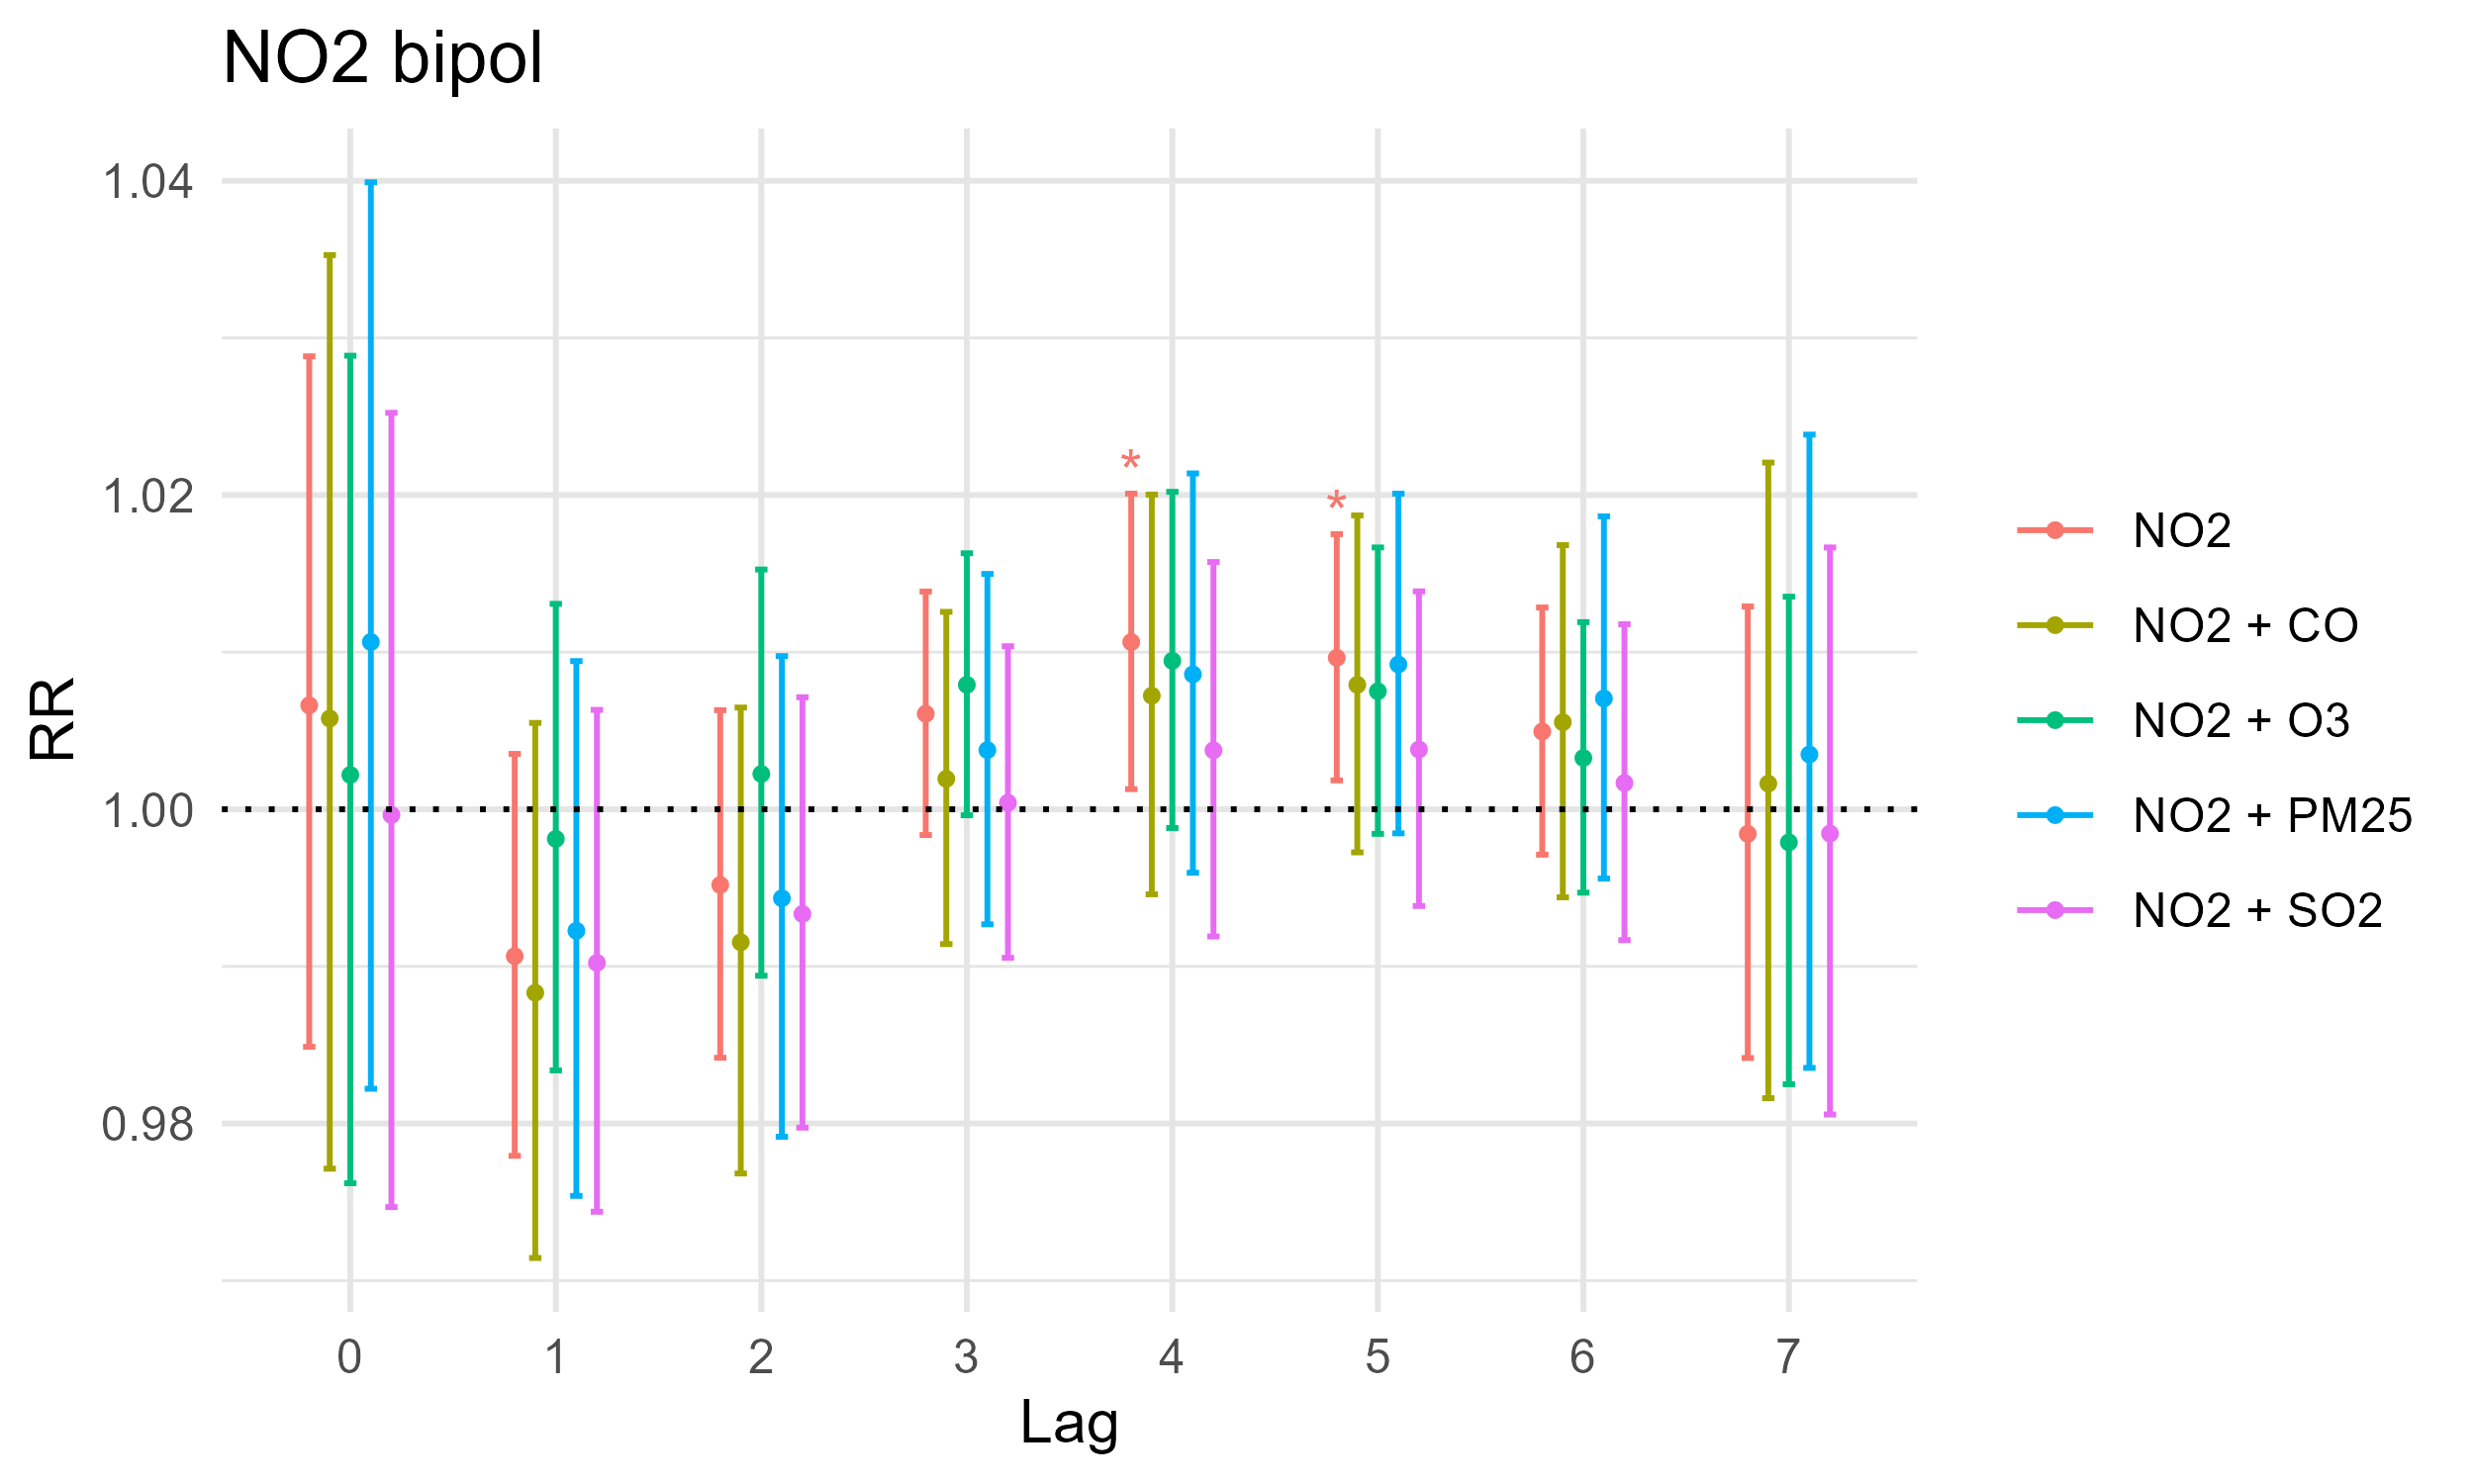 NO2 bipol
1.04
1.02
1.00
0.98
RR
*
*
0 1 2 3 4 5 6 7
Lag
NO2
NO2 + CO
NO2 + O3
NO2 + PM25
NO2 + SO2